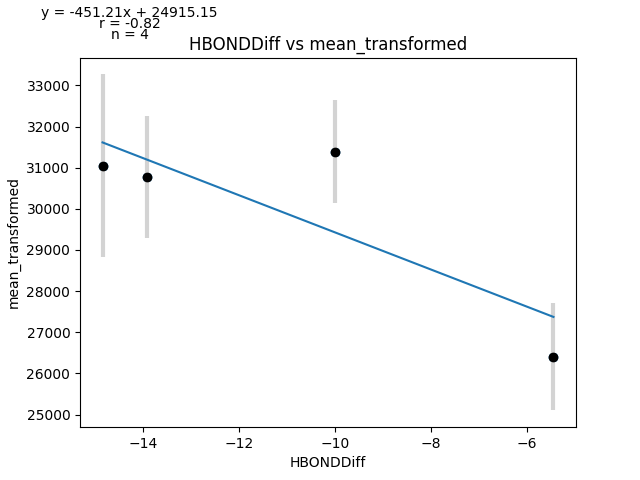 y = -451.21x + 24915.15
r = -0.82
n = 4
HBONDDiff vs mean_transformed
33000
32000
31000
30000
29000
28000
27000
26000
25000
mean_transformed
−14
−12
−10
−8
−6
HBONDDiff